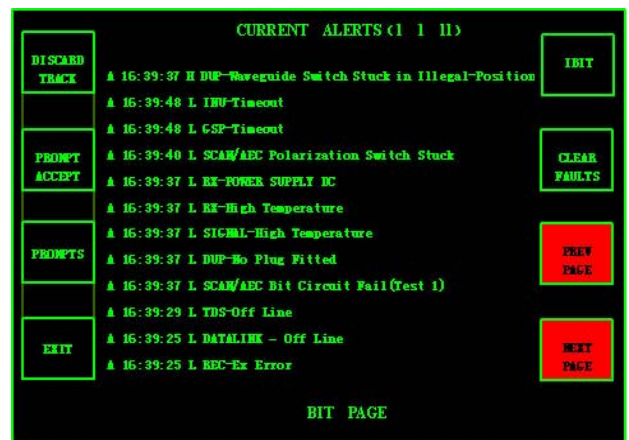 CURRENT ALERTS(1 1 11)
DISCARD
TRACK
PROMPT
ACCEPT
PROMPTS
EXIT
A 16:39:37 H DUP-Waveguide Switch Stuck in Illegal-Position
A 16:39:48 L INU-Timeout
A 16:39:48 L GSP-Timeout
A 16:39:40 L SCAN/AEC Polarization Switch Stuck
A 16:39:37 L RX-POWER SUPPLY DC
A 16:39:37 L RX-High Temperature
A 16:39:37 L SIGNAL-High Temperature
A 16:39:37 L DUP-No Plug Fitted
A 16:39:37 L SCAN/AEC Bit Circuit Fail(Test 1)
A 16:39:29 L TDS-Off Line
A 16:39:25 L DATALINK - Off Line
A 16:39:25 L REC-Ex Error
IBIT
CLEAR
FAULTS
PREV
PAGE
NEXT
PAGE
BIT PAGE